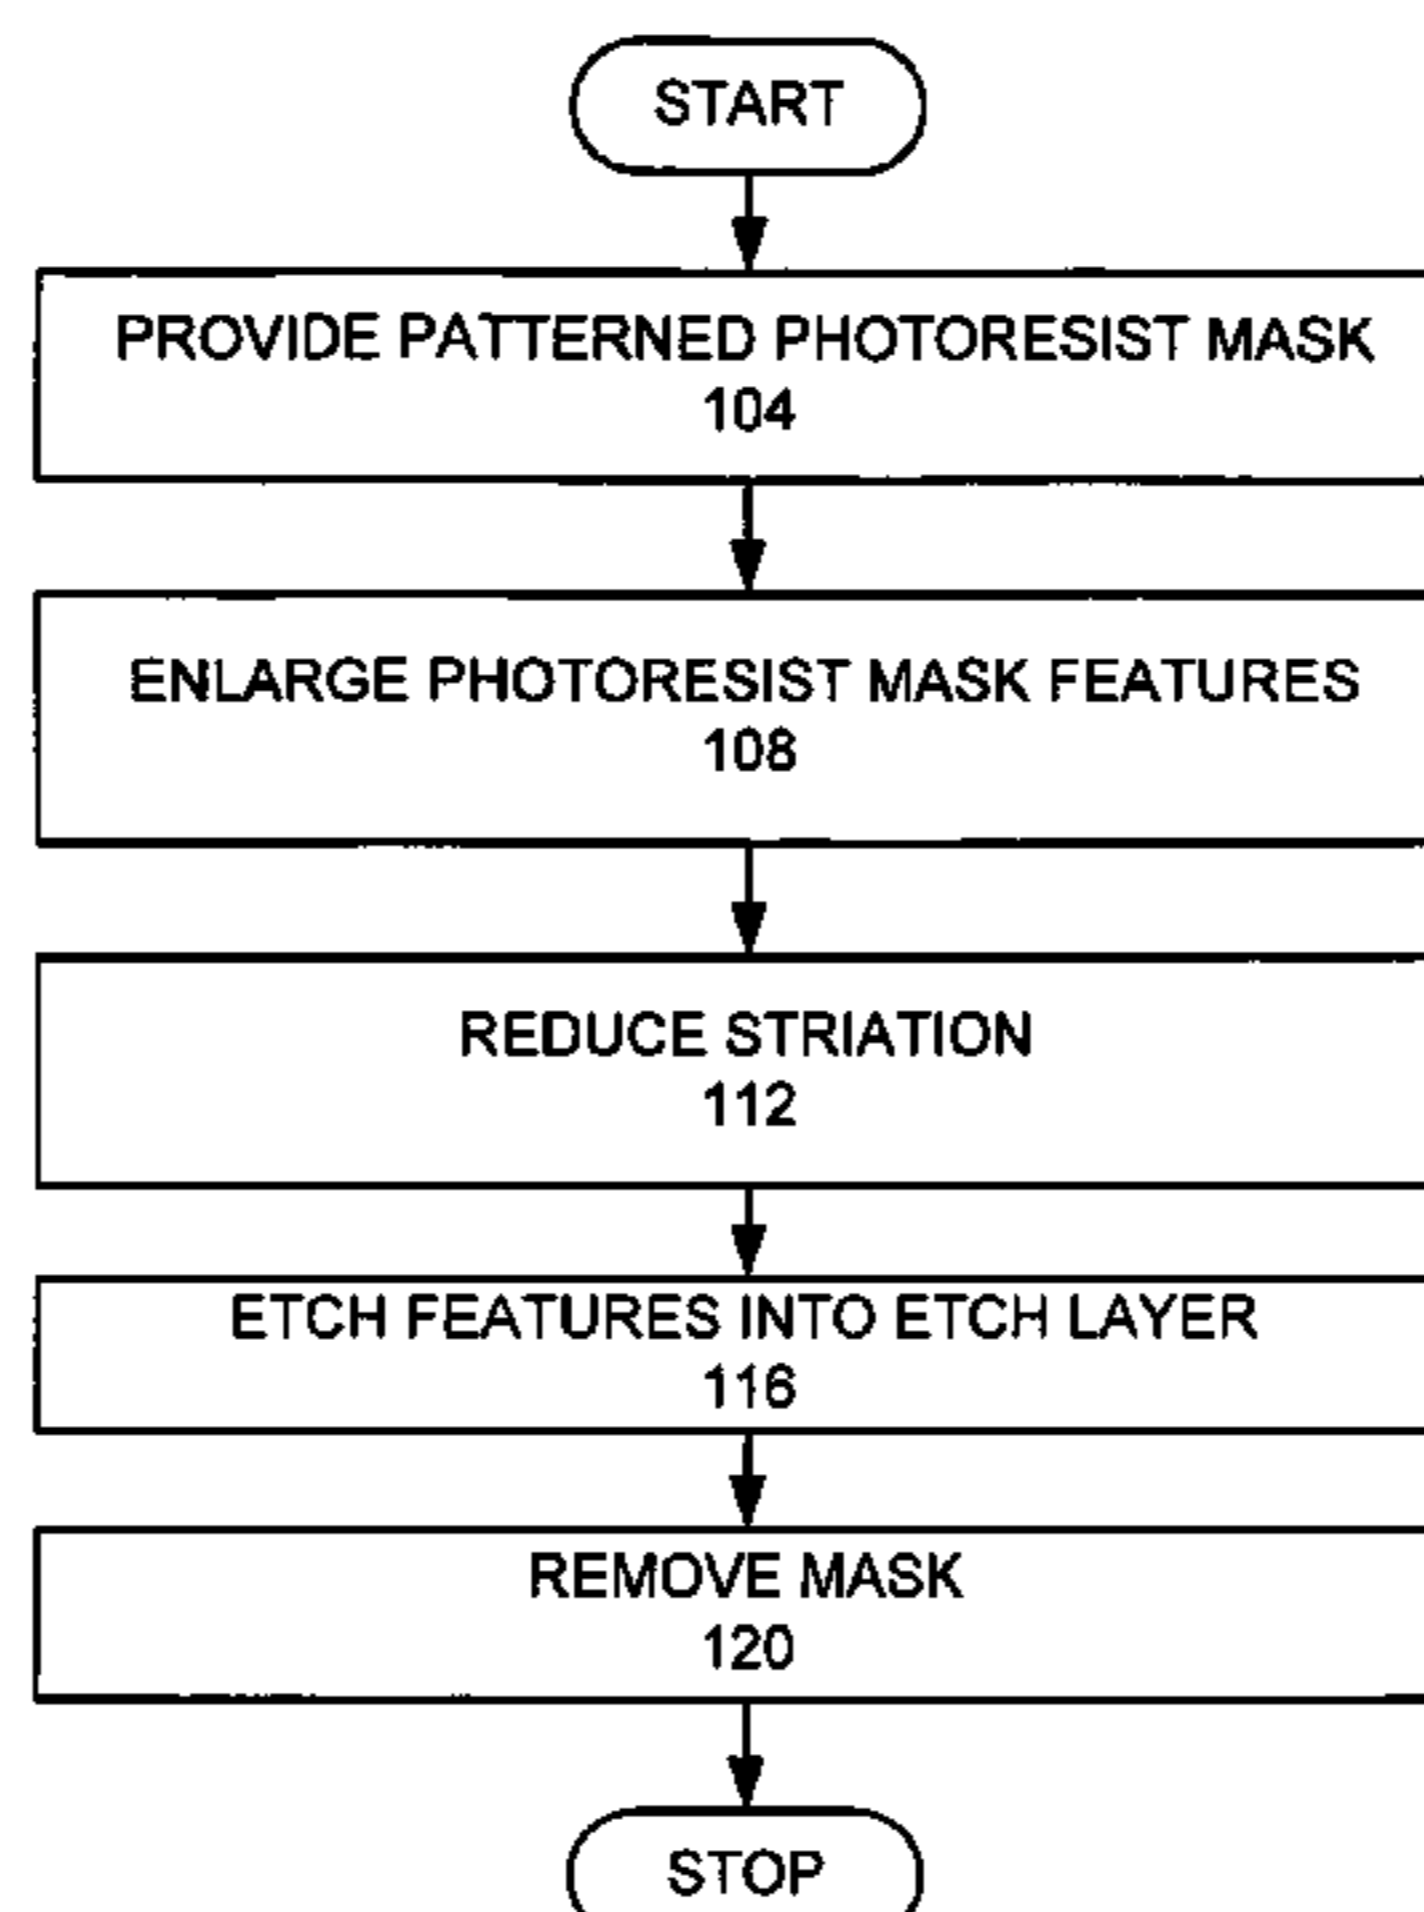 START
PROVIDE PATTERNED PHOTORESIST MASK
104
ENLARGE PHOTORESIST MASK FEATURES
108
REDUCE STRIATION
112
ETCH FEATURES INTO ETCH LAYER
116
REMOVE MASK
120
STOP